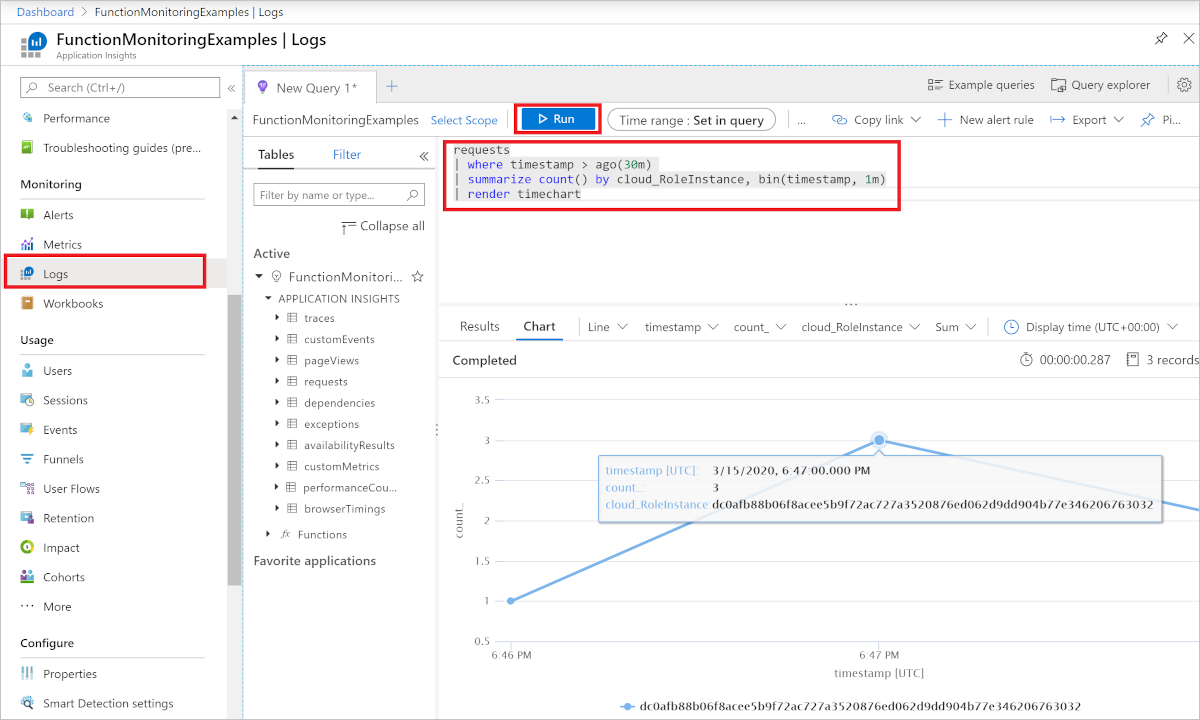 Dashboard > FunctionMonitoringExamples | Logs
FunctionMonitoringExamples | Logs
Application Insights
Search (Ctrl+/)
«
Performance
Troubleshooting guides (pre...
Monitoring
Alerts
Metrics
Logs
Workbooks
Usage
Users
Sessions
Events
Funnels
User Flows
Retention
Impact
Cohorts
More
Configure
Properties
Smart Detection settings
New Query 1*
Example queries
Query explorer
FunctionMonitoringExamples
Select Scope
Run
Time range : Set in query
...
Copy link
New alert rule
Export
Pi...
Tables
Filter
«
Filter by name or type...
Collapse all
Active
FunctionMonitori...
APPLICATION INSIGHTS
traces
customEvents
pageViews
requests
dependencies
exceptions
availabilityResults
customMetrics
performanceCou...
browserTimings
fx Functions
Favorite applications
requests
| where timestamp > ago(30m)
| summarize count() by cloud_RoleInstance, bin(timestamp, 1m)
| render timechart
...
Results
Chart
Line
timestamp
count_
cloud_RoleInstance
Sum
Display time (UTC+00:00)
Completed
00:00:00.287
3 records
3.5
3
2.5
2
1.5
1
0.5
count_
timestamp [UTC]: 3/15/2020, 6:47:00.000 PM
count_: 3
cloud_RoleInstance: dc0afb88b06f8acee5b9f72ac727a3520876ed062d9dd904b77e346206763032
6:46 PM
6:47 PM
timestamp [UTC]
dc0afb88b06f8acee5b9f72ac727a3520876ed062d9dd904b77e346206763032